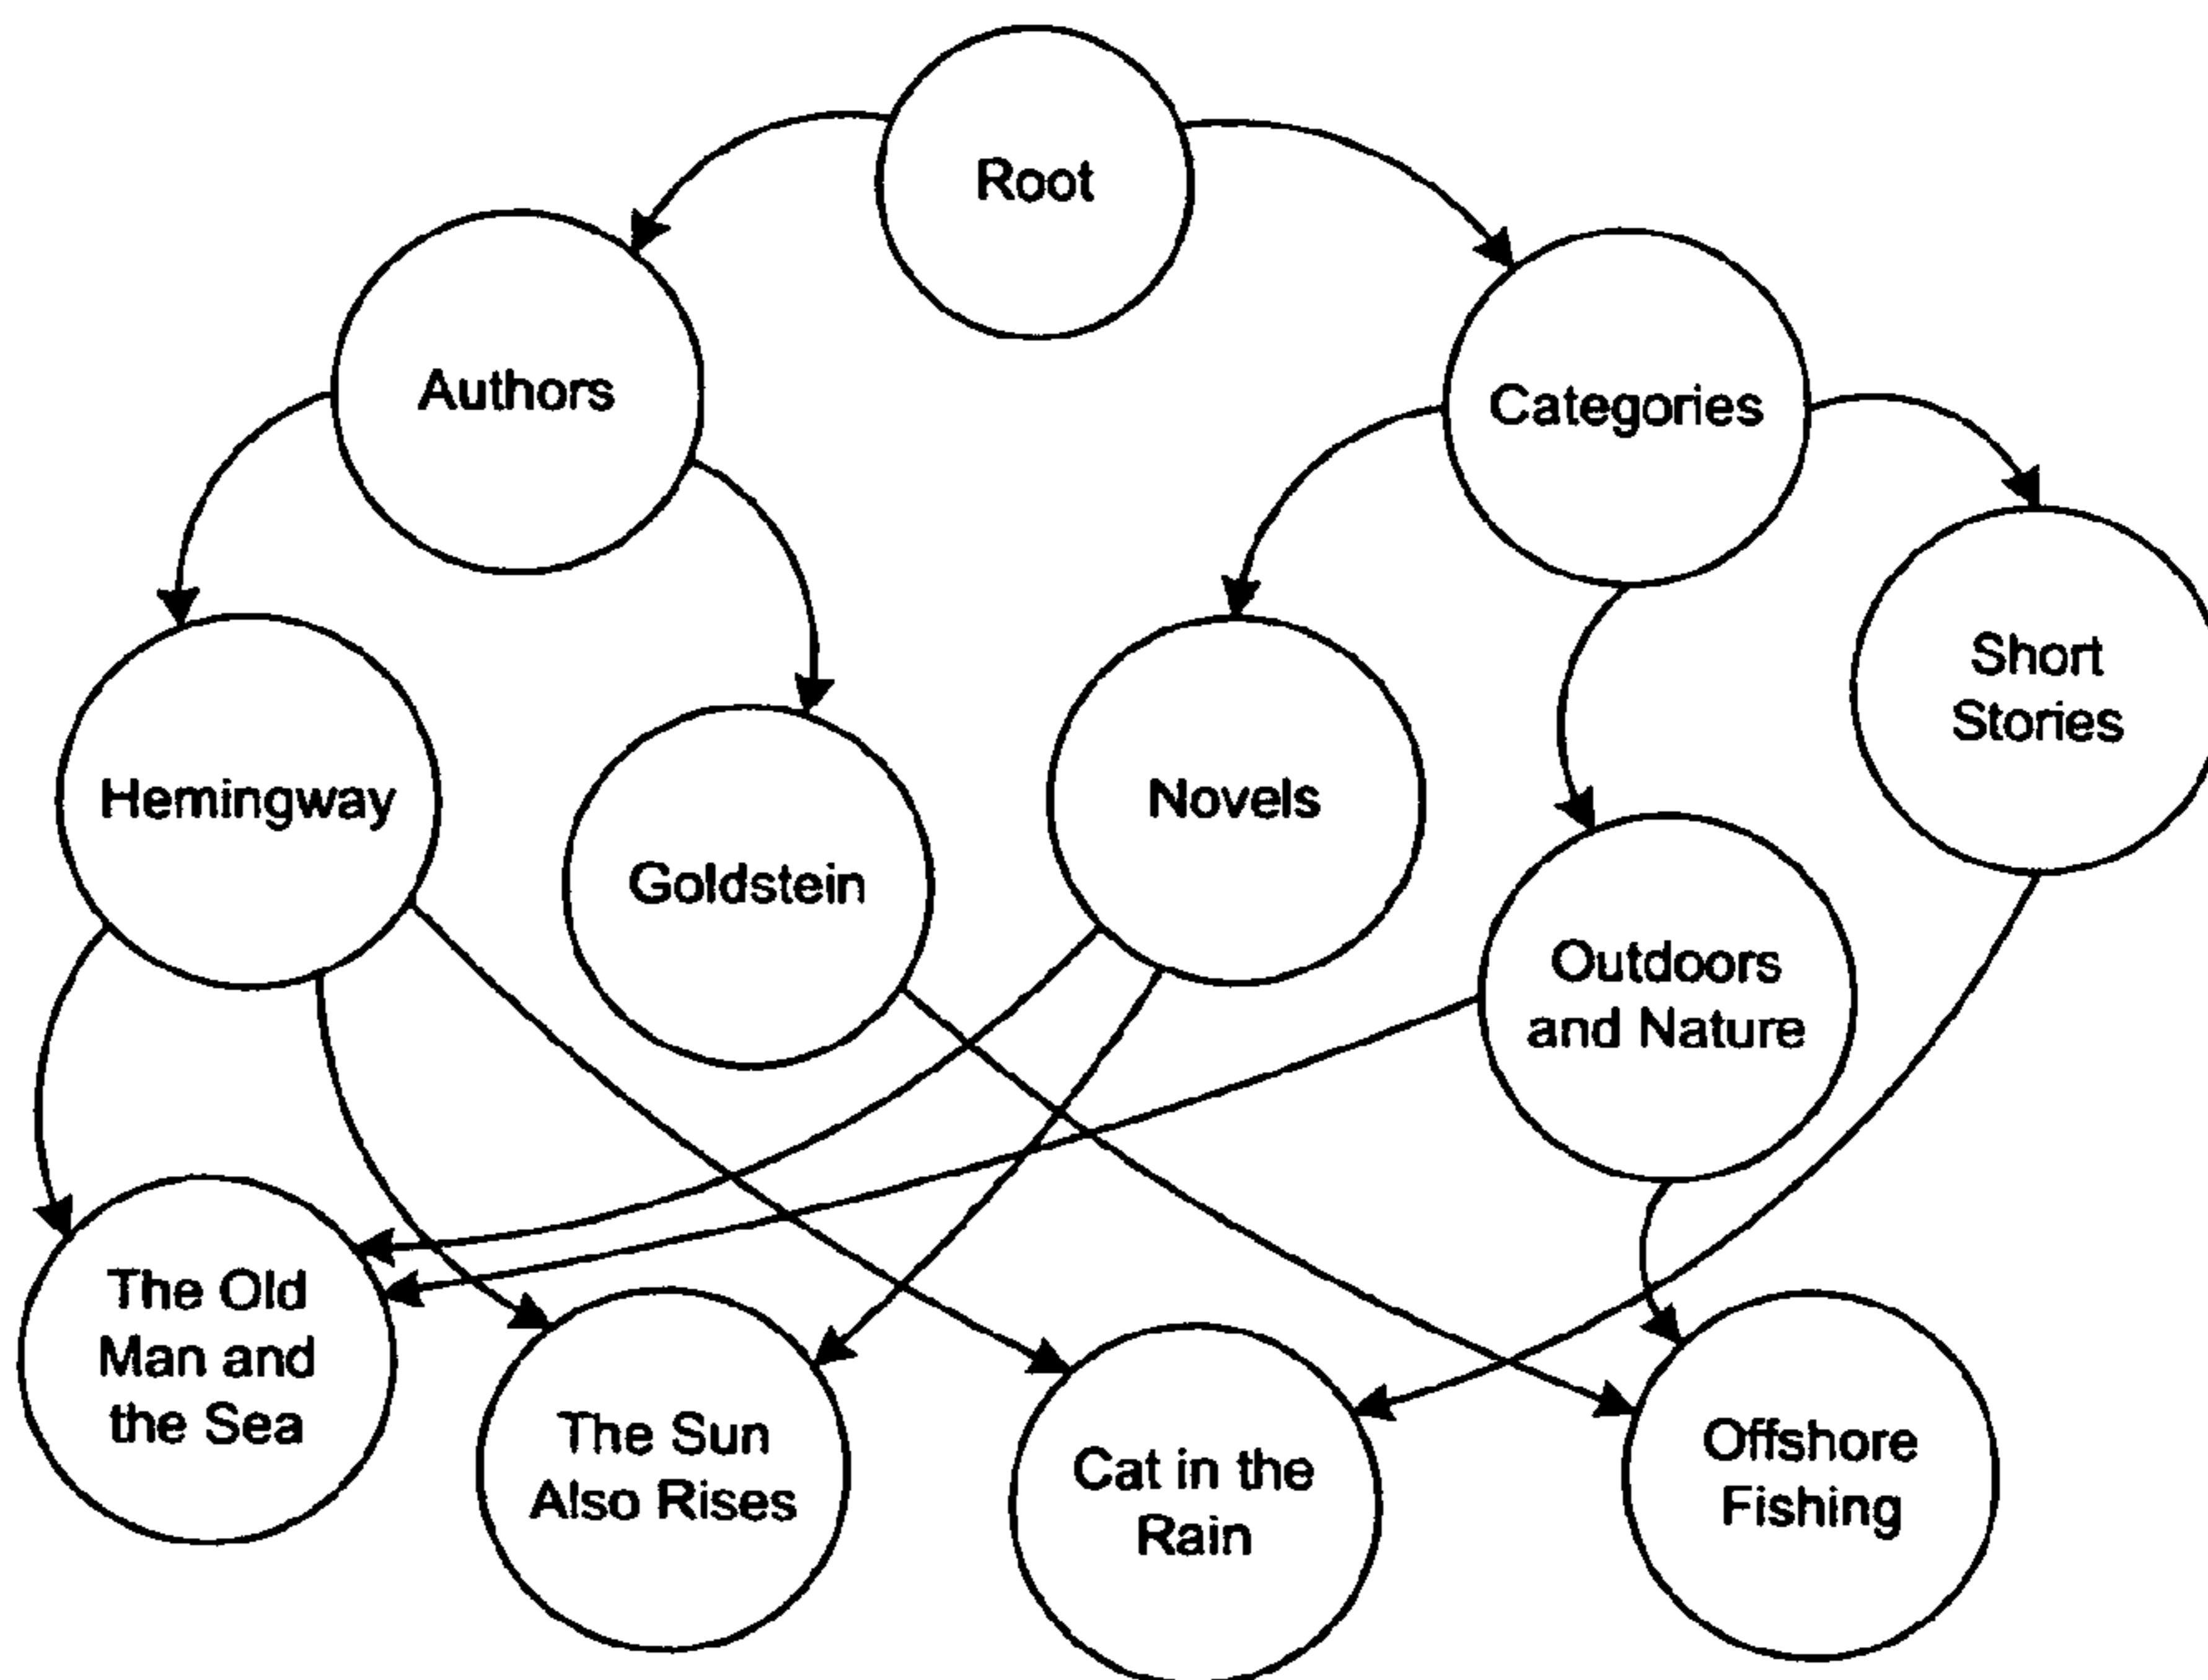 Root
Authors
Categories
Short
Stories
Hemingway
Novels
Goldstein
Outdoors
and Nature
The Old
Man and
the Sea
The Sun
Also Rises
Cat in the
Rain
Offshore
Fishing